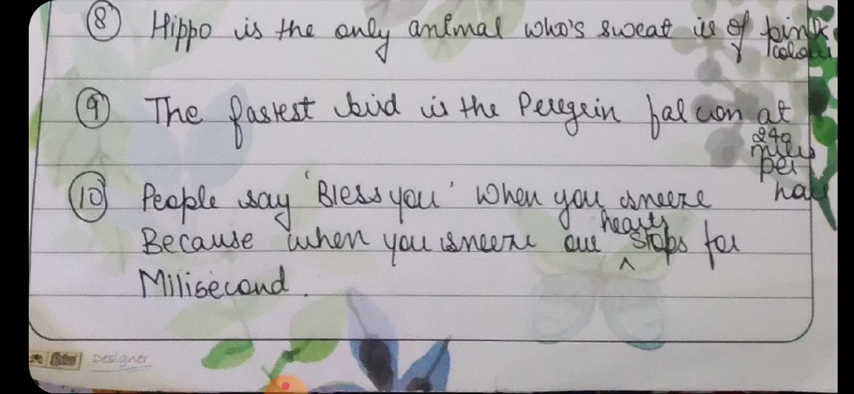 ⑧ Hippo is the only animal who's sweat is of pink
colour
⑨ The fastest bird is the Peregrin falcon at
240
miles
per
⑩ People say 'Bless you' when you sneeze
Because when you sneeze our heart stops for
Milisecond.
Designer